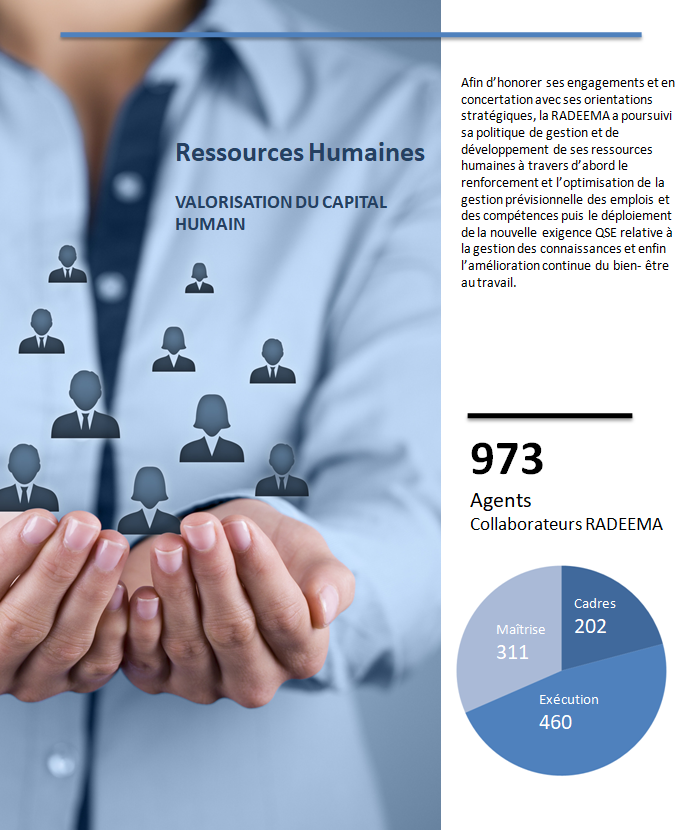 Ressources Humaines
VALORISATION DU CAPITAL
HUMAIN
Afin d’honorer ses engagements et en
concertation avec ses orientations
stratégiques, la RADEEMA a poursuivi
sa politique de gestion et de
développement de ses ressources
humaines à travers d’abord le
renforcement et l’optimisation de la
gestion prévisionnelle des emplois et
des compétences puis le déploiement
de la nouvelle exigence QSE relative à
la gestion des connaissances et enfin
l’amélioration continue du bien- être
au travail.
973
Agents
Collaborateurs RADEEMA
Cadres
202
Maîtrise
311
Exécution
460